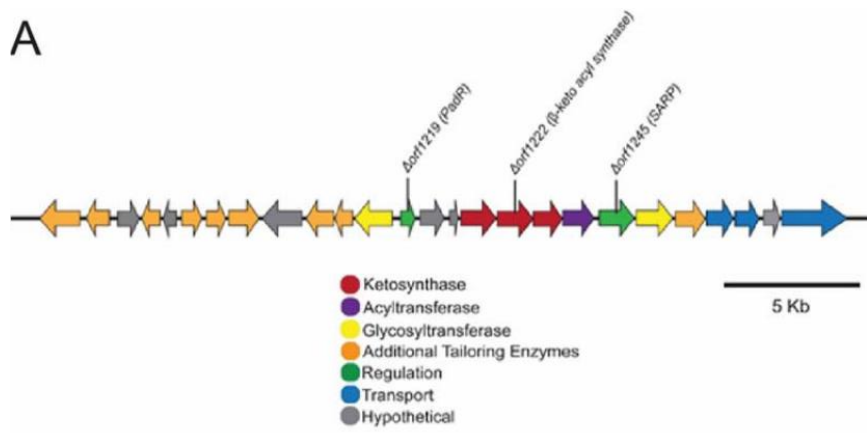 A
Δorf1219 (PadR)
Δorf1222 (β-keto acyl synthase)
Δorf1245 (SARP)
5 Kb
Ketosynthase
Acyltransferase
Glycosyltransferase
Additional Tailoring Enzymes
Regulation
Transport
Hypothetical